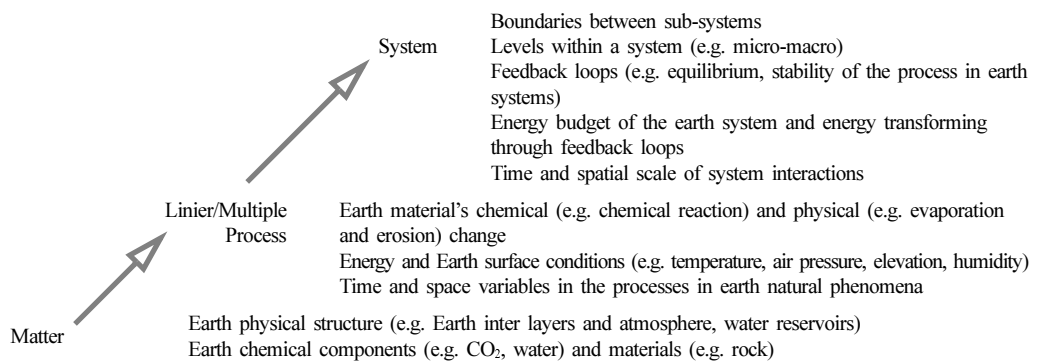 Boundaries between sub-systems
System
Levels within a system (e.g. micro-macro)
Feedback loops (e.g. equilibrium, stability of the process in earth
systems)
Energy budget of the earth system and energy transforming
through feedback loops
Time and spatial scale of system interactions
Linier/Multiple
Process
Earth material's chemical (e.g. chemical reaction) and physical (e.g. evaporation
and erosion) change
Energy and Earth surface conditions (e.g. temperature, air pressure, elevation, humidity)
Time and space variables in the processes in earth natural phenomena
Matter
Earth physical structure (e.g. Earth inter layers and atmosphere, water reservoirs)
Earth chemical components (e.g. CO₂, water) and materials (e.g. rock)